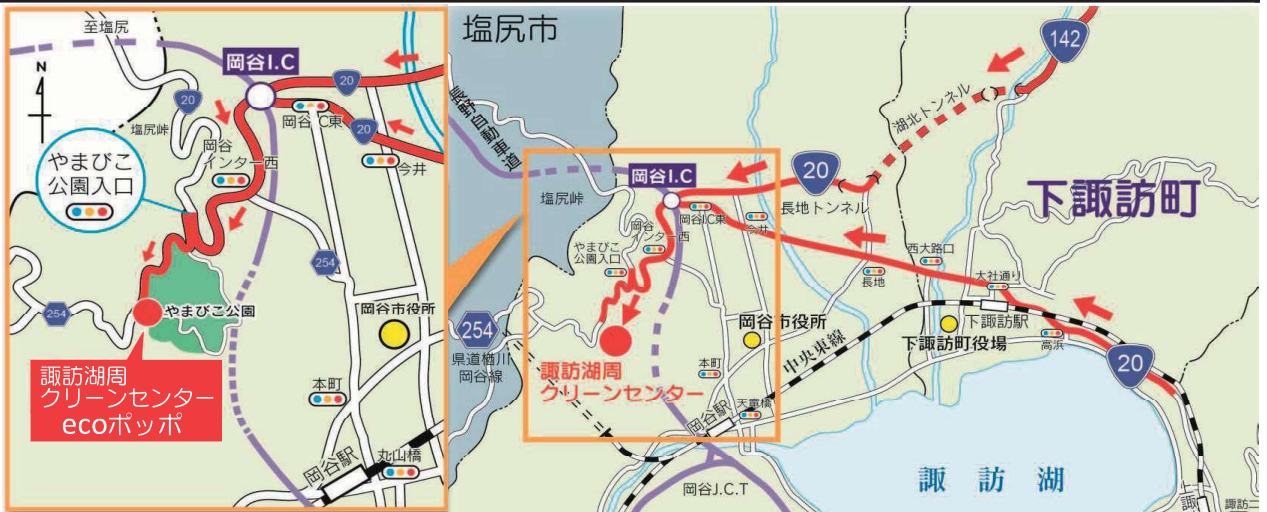 至塩尻
N
岡谷I.C
20
20
塩尻峠
岡谷
インター西
岡谷IC東
20
今井
やまびこ
公園入口
254
254
やまびこ公園
岡谷市役所
諏訪湖周
クリーンセンター
ecoポッポ
本町
岡谷駅
丸山橋
塩尻市
142
長野自動車道
湖北トンネル
岡谷I.C
20
塩尻峠
長地トンネル
下諏訪町
岡谷I.C東
今井
岡谷
インター西
やまびこ
公園入口
西大路口
長地
大社通り
254
県道楢川
岡谷線
諏訪湖周
クリーンセンター
岡谷市役所
中央東線
下諏訪駅
下諏訪町役場
高浜
20
本町
天竜橋
岡谷駅
岡谷J.C.T
諏訪湖
諏訪二